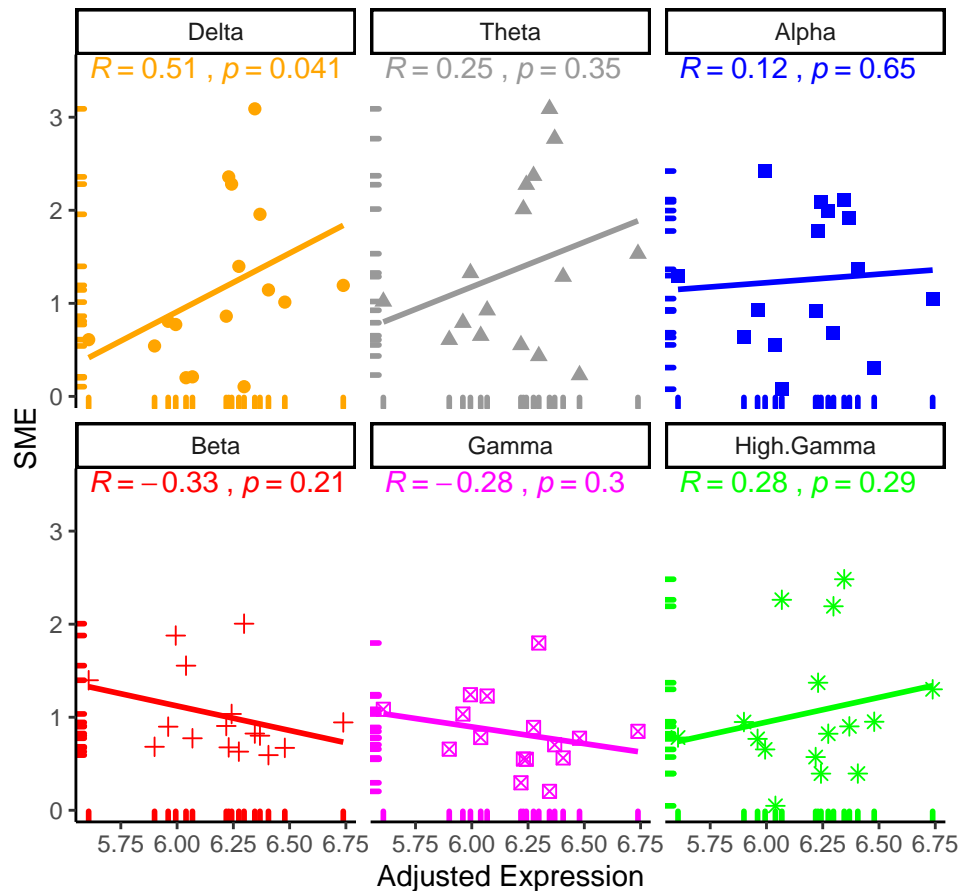 Delta Theta Alpha
R = 0.51 , p = 0.041 R = 0.25 , p = 0.35 R = 0.12 , p = 0.65
3
2
1
0
SME
Beta Gamma High.Gamma
R = −0.33 , p = 0.21 R = −0.28 , p = 0.3 R = 0.28 , p = 0.29
3
2
1
0
5.75 6.00 6.25 6.50 6.75 5.75 6.00 6.25 6.50 6.75 5.75 6.00 6.25 6.50 6.75
Adjusted Expression